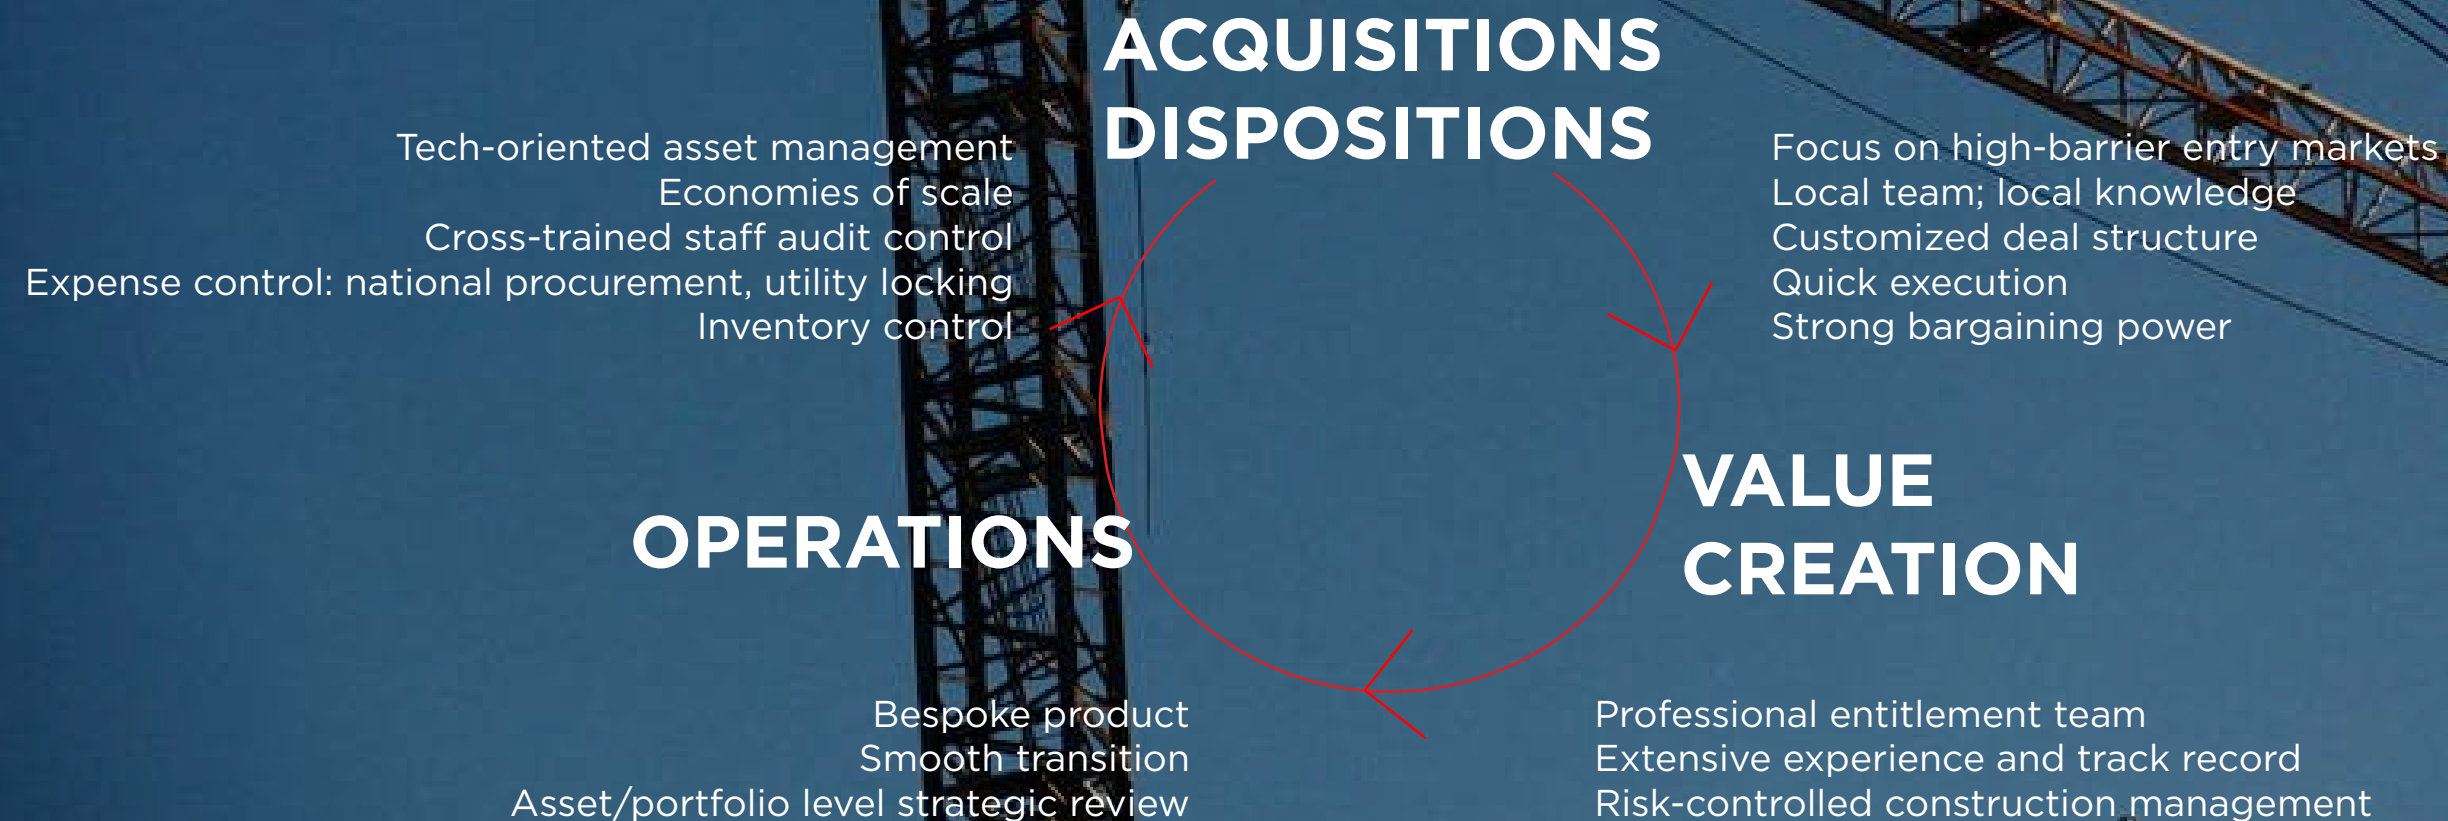 ACQUISITIONS
DISPOSITIONS
Tech-oriented asset management
Economies of scale
Cross-trained staff audit control
Expense control: national procurement, utility locking
Inventory control
Focus on high-barrier entry markets
Local team; local knowledge
Customized deal structure
Quick execution
Strong bargaining power
OPERATIONS
VALUE
CREATION
Bespoke product
Smooth transition
Asset/portfolio level strategic review
Professional entitlement team
Extensive experience and track record
Risk-controlled construction management